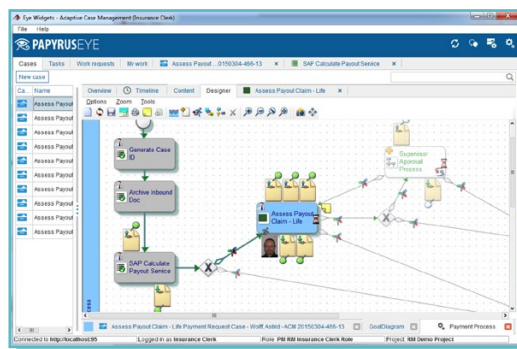 Eye Widgets - Adaptive Case Management (Insurance Clerk)
File Help
PAPYRUSEYE
Cases Tasks Work requests My work Assess Payout ...0150304-466-13 x SAP Calculate Payout Service x
New case
Ca... Name
Overview Timeline Content Designer Assess Payout Claim - Life x
Options Zoom Tools
Assess Payout
Assess Payout
Assess Payout
Assess Payout
Assess Payout
Assess Payout
Assess Payout
Assess Payout
Assess Payout
Assess Payout
Generate Case
ID
Archive Inbound
Doc
SAP Calculate
Payout Service
Assess Payout
Claim - Life
Supervisor
Approval
Process
Assess Payout Claim - Life Payment Request Case - Wolff, Astrid - ACM 20150304-466-13 GoalDiagram Payment Process
Connected to http://localhost:95 Logged in as Insurance Clerk Role: PM RM Insurance Clerk Role Project: RM Demo Project